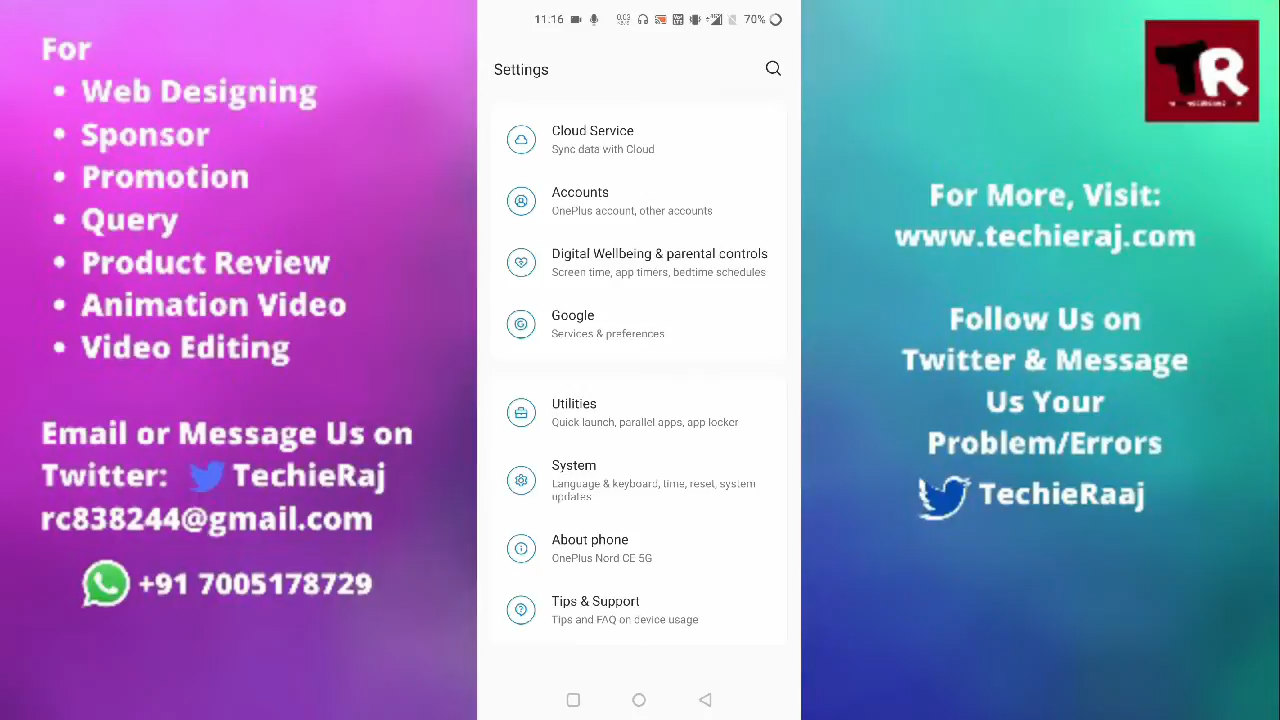 For
• Web Designing
• Sponsor
• Promotion
• Query
• Product Review
• Animation Video
• Video Editing
Email or Message Us on
Twitter: TechieRaj
rc838244@gmail.com
+91 7005178729
11:16
70%
Settings
Cloud Service
Sync data with Cloud
Accounts
OnePlus account, other accounts
Digital Wellbeing & parental controls
Screen time, app timers, bedtime schedules
Google
Services & preferences
Utilities
Quick launch, parallel apps, app locker
System
Language & keyboard, time, reset, system
updates
About phone
OnePlus Nord CE 5G
Tips & Support
Tips and FAQ on device usage
TR
For More, Visit:
www.techieraj.com
Follow Us on
Twitter & Message
Us Your
Problem/Errors
TechieRaaj